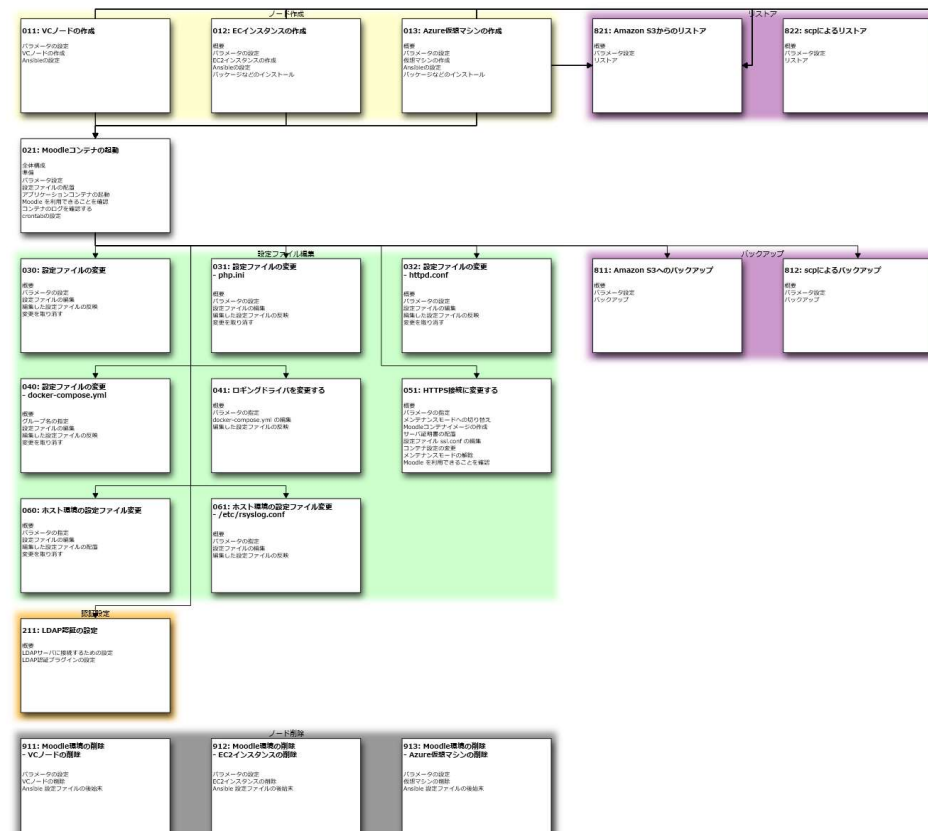 ノード作成
011: VCノードの作成
パラメータの設定
VCノードの作成
Ansibleの設定
012: ECインスタンスの作成
概要
パラメータの設定
EC2インスタンスの作成
Ansibleの設定
パッケージなどのインストール
013: Azure仮想マシンの作成
概要
パラメータの設定
仮想マシンの作成
Ansibleの設定
パッケージなどのインストール
リストア
821: Amazon S3からのリストア
概要
パラメータ設定
リストア
822: scpによるリストア
概要
パラメータ設定
リストア
021: Moodleコンテナの起動
全体構成
準備
パラメータ設定
設定ファイルの配置
アプリケーションコンテナの起動
Moodle を利用できることを確認
コンテナのログを確認する
crontabの設定
設定ファイル編集
030: 設定ファイルの変更
概要
パラメータの設定
設定ファイルの編集
編集した設定ファイルの反映
変更を取り消す
031: 設定ファイルの変更
- php.ini
概要
パラメータの設定
設定ファイルの編集
編集した設定ファイルの反映
変更を取り消す
032: 設定ファイルの変更
- httpd.conf
概要
パラメータの設定
設定ファイルの編集
編集した設定ファイルの反映
変更を取り消す
バックアップ
811: Amazon S3へのバックアップ
概要
パラメータ設定
バックアップ
812: scpによるバックアップ
概要
パラメータ設定
バックアップ
040: 設定ファイルの変更
- docker-compose.yml
概要
グループ名の指定
設定ファイルの編集
編集した設定ファイルの反映
変更を取り消す
041: ロギングドライバを変更する
概要
パラメータの指定
docker-compose.yml の編集
編集した設定ファイルの反映
051: HTTPS接続に変更する
概要
パラメータの指定
メンテナンスモードへの切り替え
Moodleコンテナイメージの作成
サーバ証明書の配置
設定ファイル ssl.conf の編集
コンテナ設定の変更
メンテナンスモードの解除
Moodle を利用できることを確認
060: ホスト環境の設定ファイル変更
概要
パラメータの指定
設定ファイルの編集
編集した設定ファイルの配置
変更を取り消す
061: ホスト環境の設定ファイル変更
- /etc/rsyslog.conf
概要
パラメータの指定
設定ファイルの編集
編集した設定ファイルの反映
認証設定
211: LDAP認証の設定
概要
LDAPサーバに接続するための設定
LDAP認証プラグインの設定
ノード削除
911: Moodle環境の削除
- VCノードの削除
パラメータの設定
VCノードの削除
Ansible 設定ファイルの後始末
912: Moodle環境の削除
- EC2インスタンスの削除
パラメータの設定
EC2インスタンスの削除
Ansible 設定ファイルの後始末
913: Moodle環境の削除
- Azure仮想マシンの削除
パラメータの設定
仮想マシンの削除
Ansible 設定ファイルの後始末